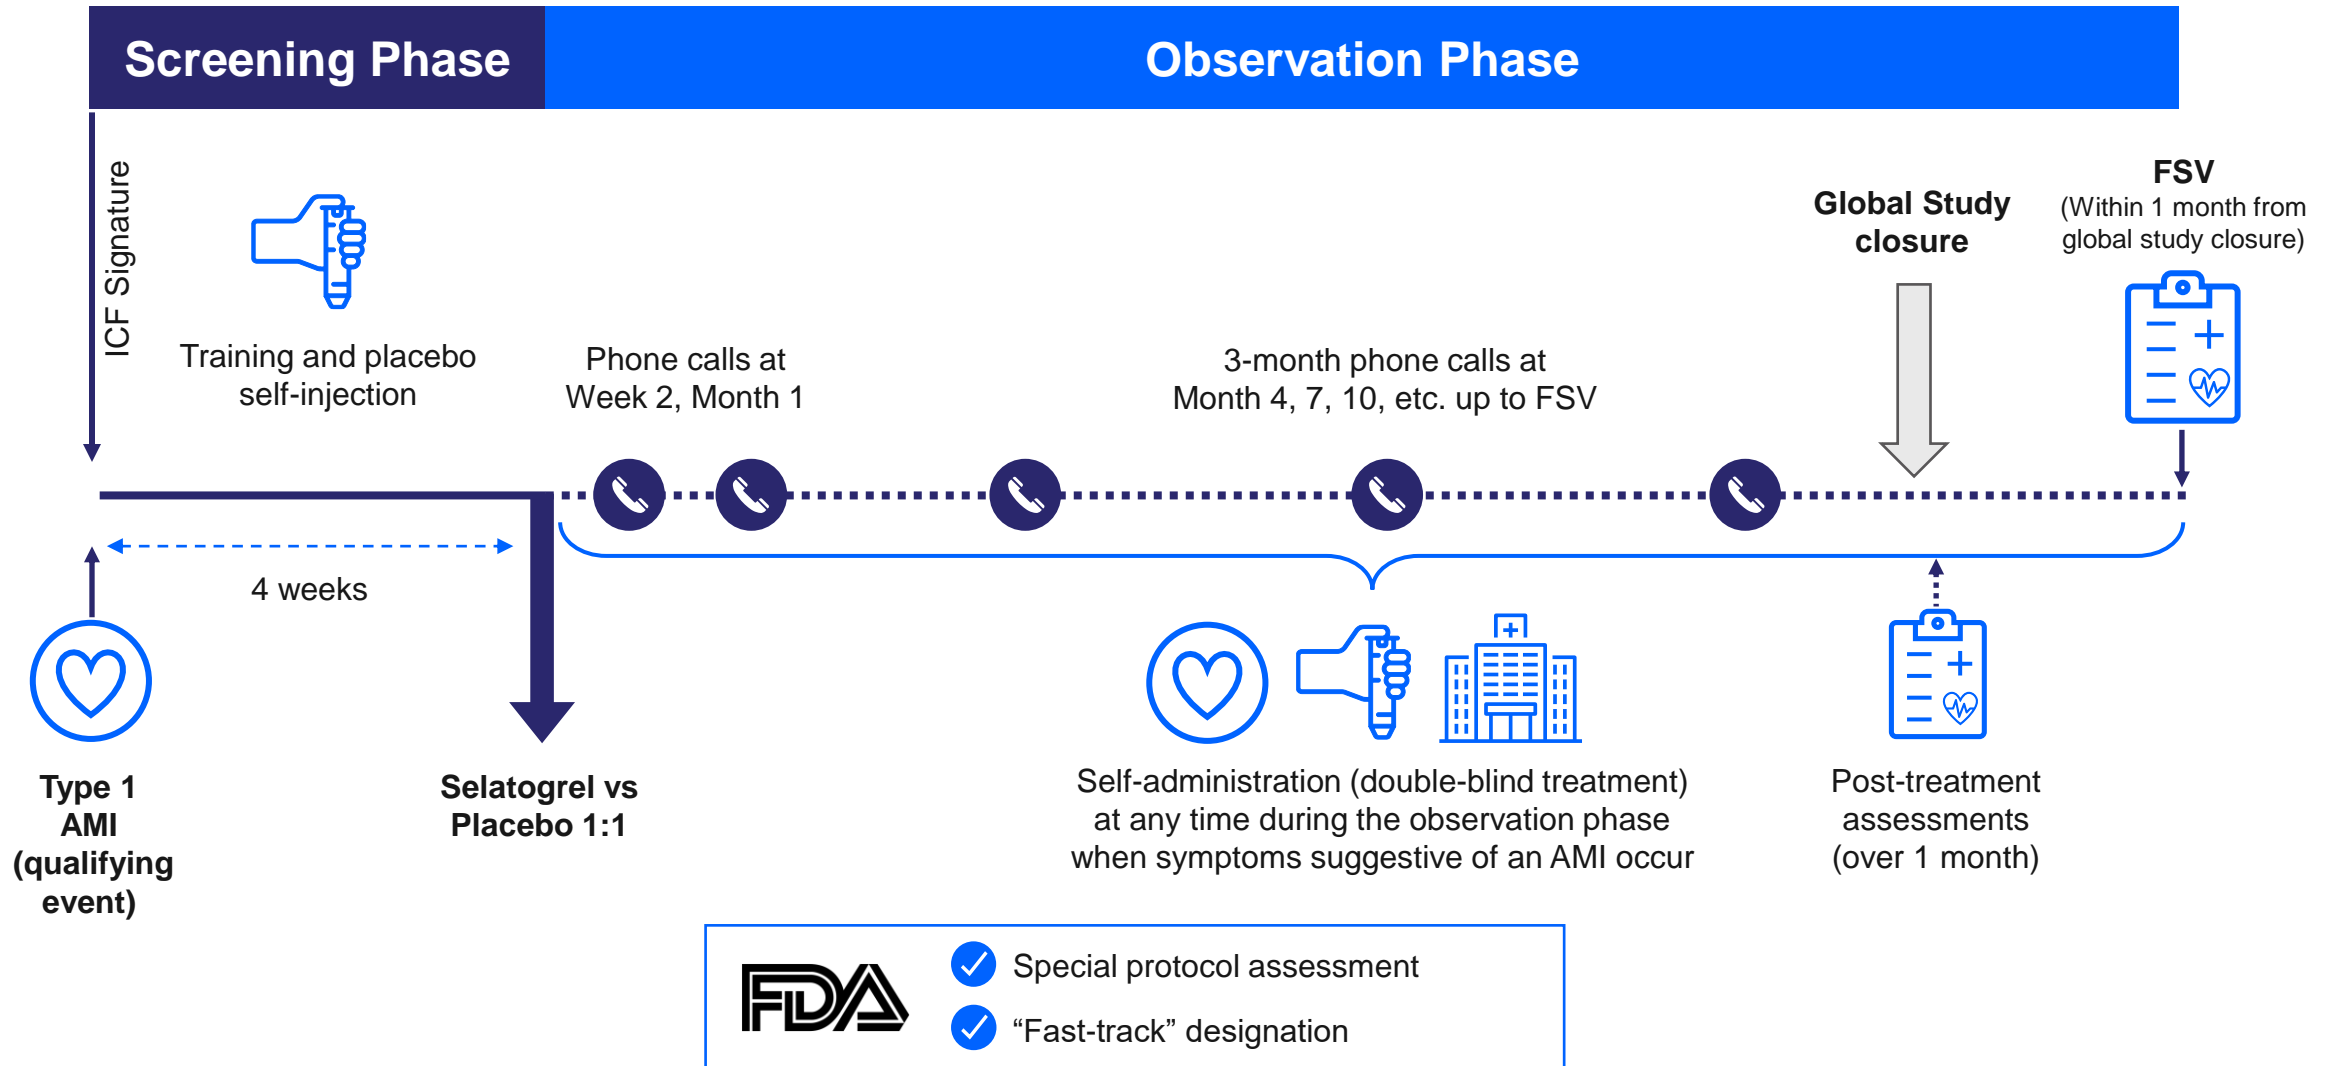 Screening Phase
Observation Phase
ICF Signature
Training and placebo
self-injection
Phone calls at
Week 2, Month 1
3-month phone calls at
Month 4, 7, 10, etc. up to FSV
Global Study
closure
FSV
(Within 1 month from
global study closure)
4 weeks
Type 1
AMI
(qualifying
event)
Selatogrel vs
Placebo 1:1
Self-administration (double-blind treatment)
at any time during the observation phase
when symptoms suggestive of an AMI occur
Post-treatment
assessments
(over 1 month)
FDA
Special protocol assessment
“Fast-track” designation